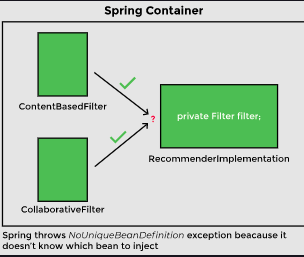 Spring Container
ContentBasedFilter
?
private Filter filter;
RecommenderImplementation
CollaborativeFilter
Spring throws NoUniqueBeanDefinition exception beacause it
doesn't know which bean to inject